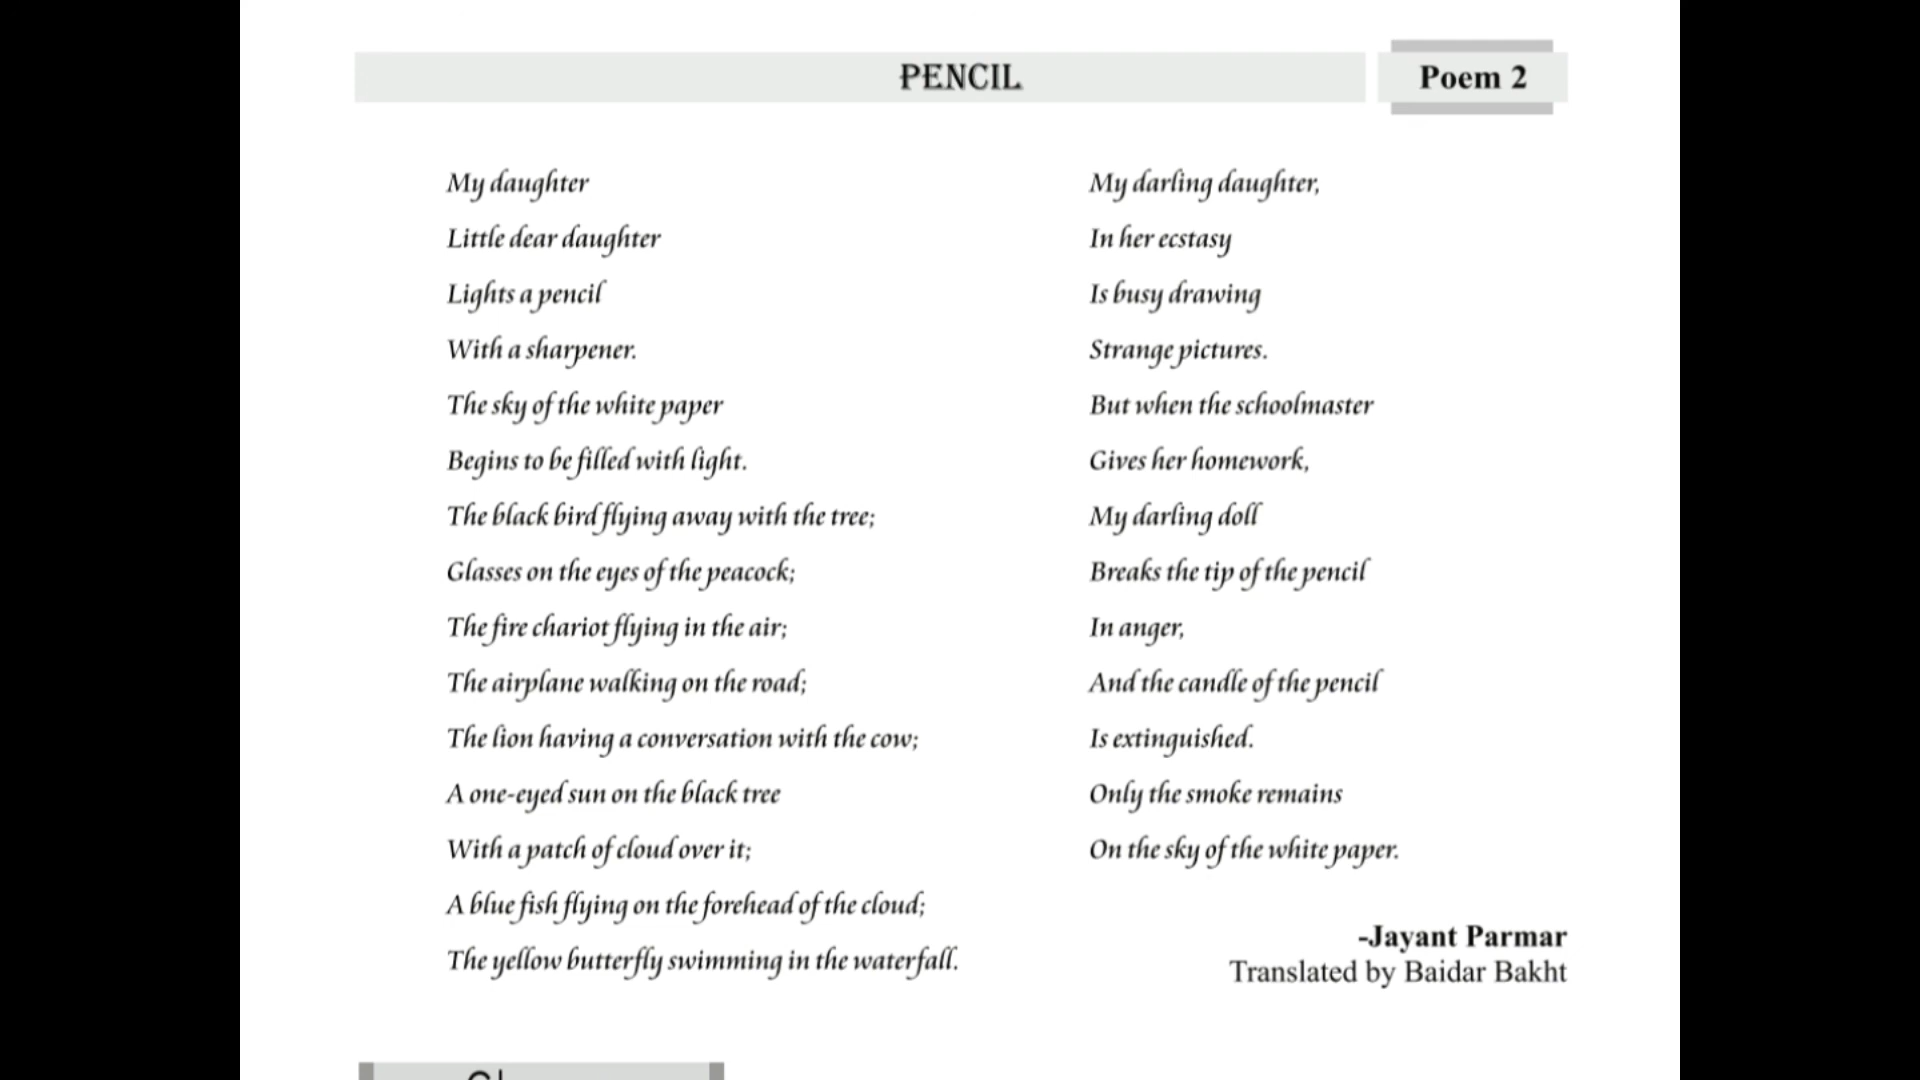 PENCIL
Poem 2
My daughter
Little dear daughter
Lights a pencil
With a sharpener.
The sky of the white paper
Begins to be filled with light.
The black bird flying away with the tree;
Glasses on the eyes of the peacock;
The fire chariot flying in the air;
The airplane walking on the road;
The lion having a conversation with the cow;
A one-eyed sun on the black tree
With a patch of cloud over it;
A blue fish flying on the forehead of the cloud;
The yellow butterfly swimming in the waterfall.
My darling daughter,
In her ecstasy
Is busy drawing
Strange pictures.
But when the schoolmaster
Gives her homework,
My darling doll
Breaks the tip of the pencil
In anger,
And the candle of the pencil
Is extinguished.
Only the smoke remains
On the sky of the white paper.
-Jayant Parmar
Translated by Baidar Bakht